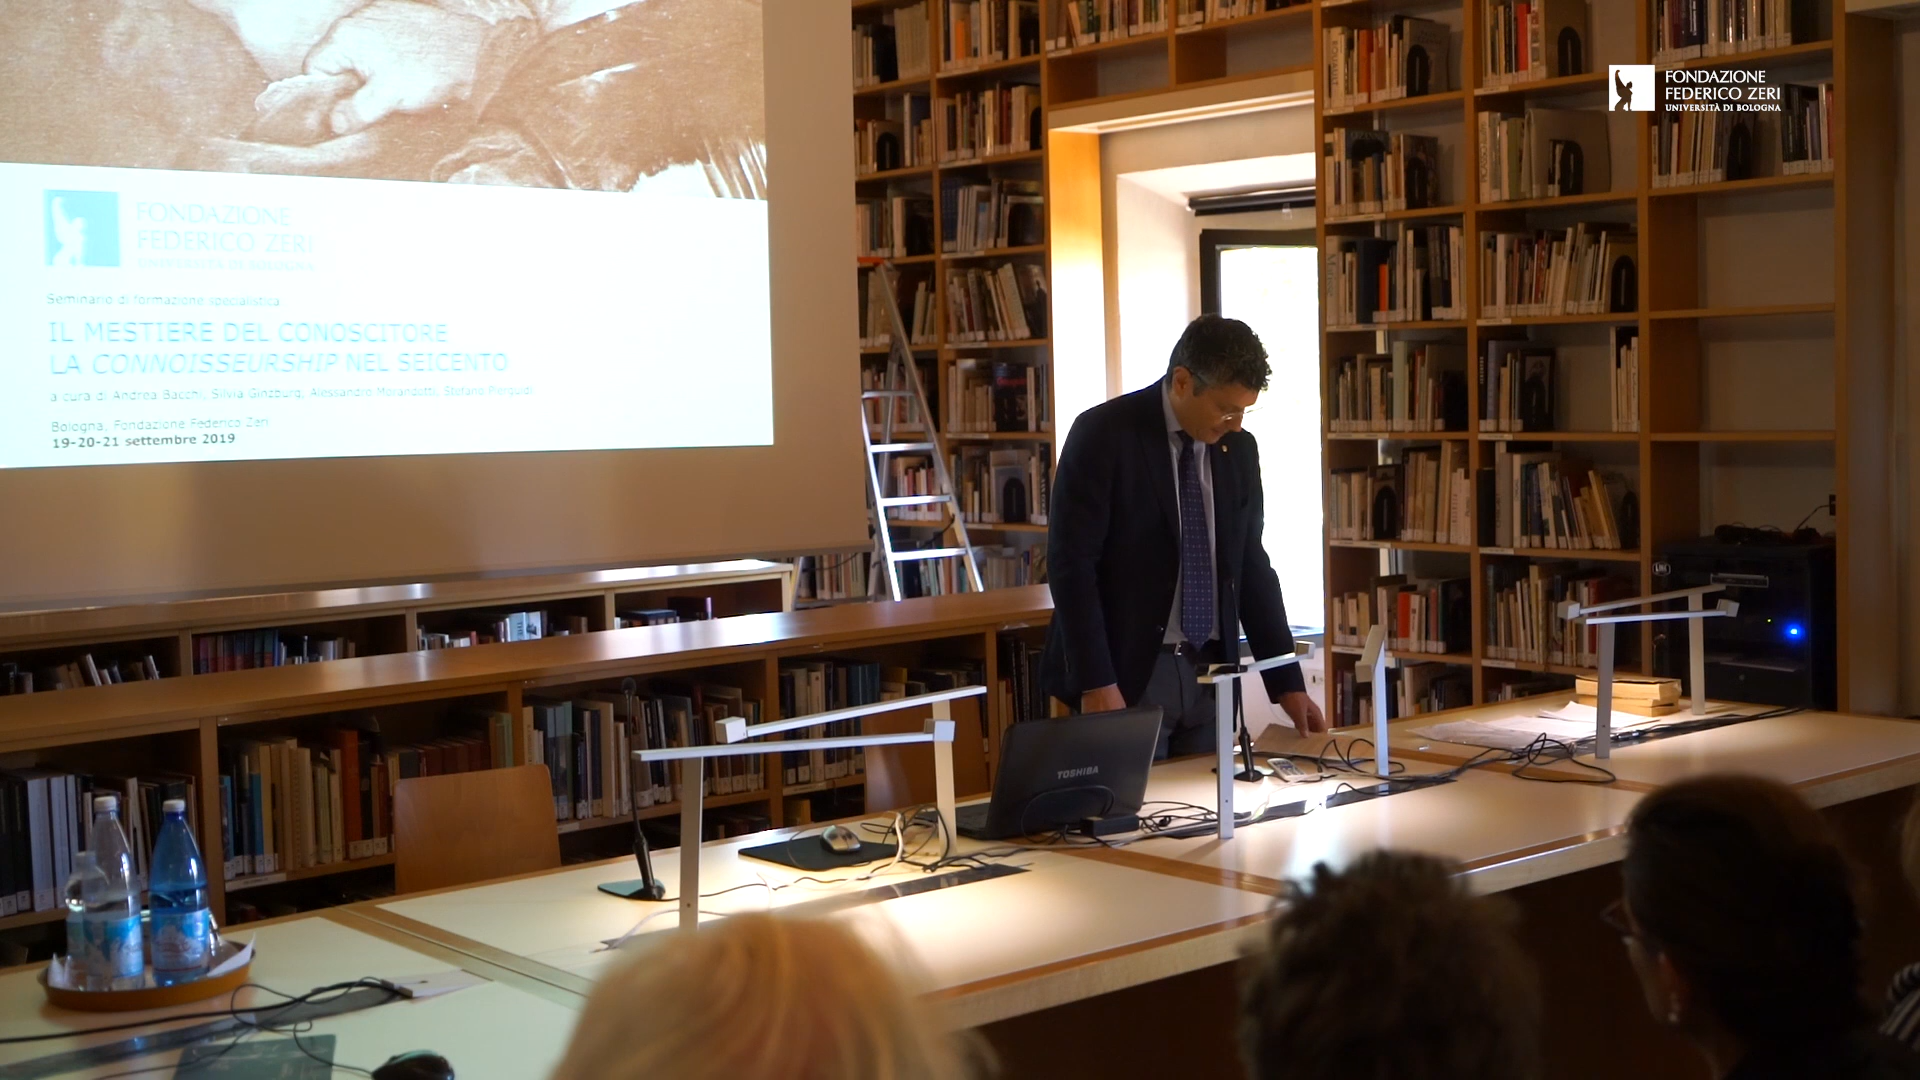 FONDAZIONE
FEDERICO ZERI
UNIVERSITÀ DI BOLOGNA
FONDAZIONE
FEDERICO ZERI
UNIVERSITÀ DI BOLOGNA
Seminario di formazione specialistica
IL MESTIERE DEL CONOSCITORE
LA CONNOISSEURSHIP NEL SEICENTO
a cura di Andrea Bacchi, Silvia Ginzburg, Alessandro Morandotti, Stefano Pierguidi
Bologna, Fondazione Federico Zeri
19-20-21 settembre 2019
TOSHIBA